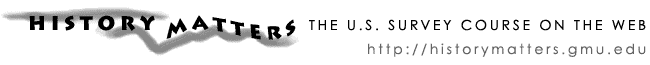 HISTORY MATTERS THE U.S. SURVEY COURSE ON THE WEB
http://historymatters.gmu.edu